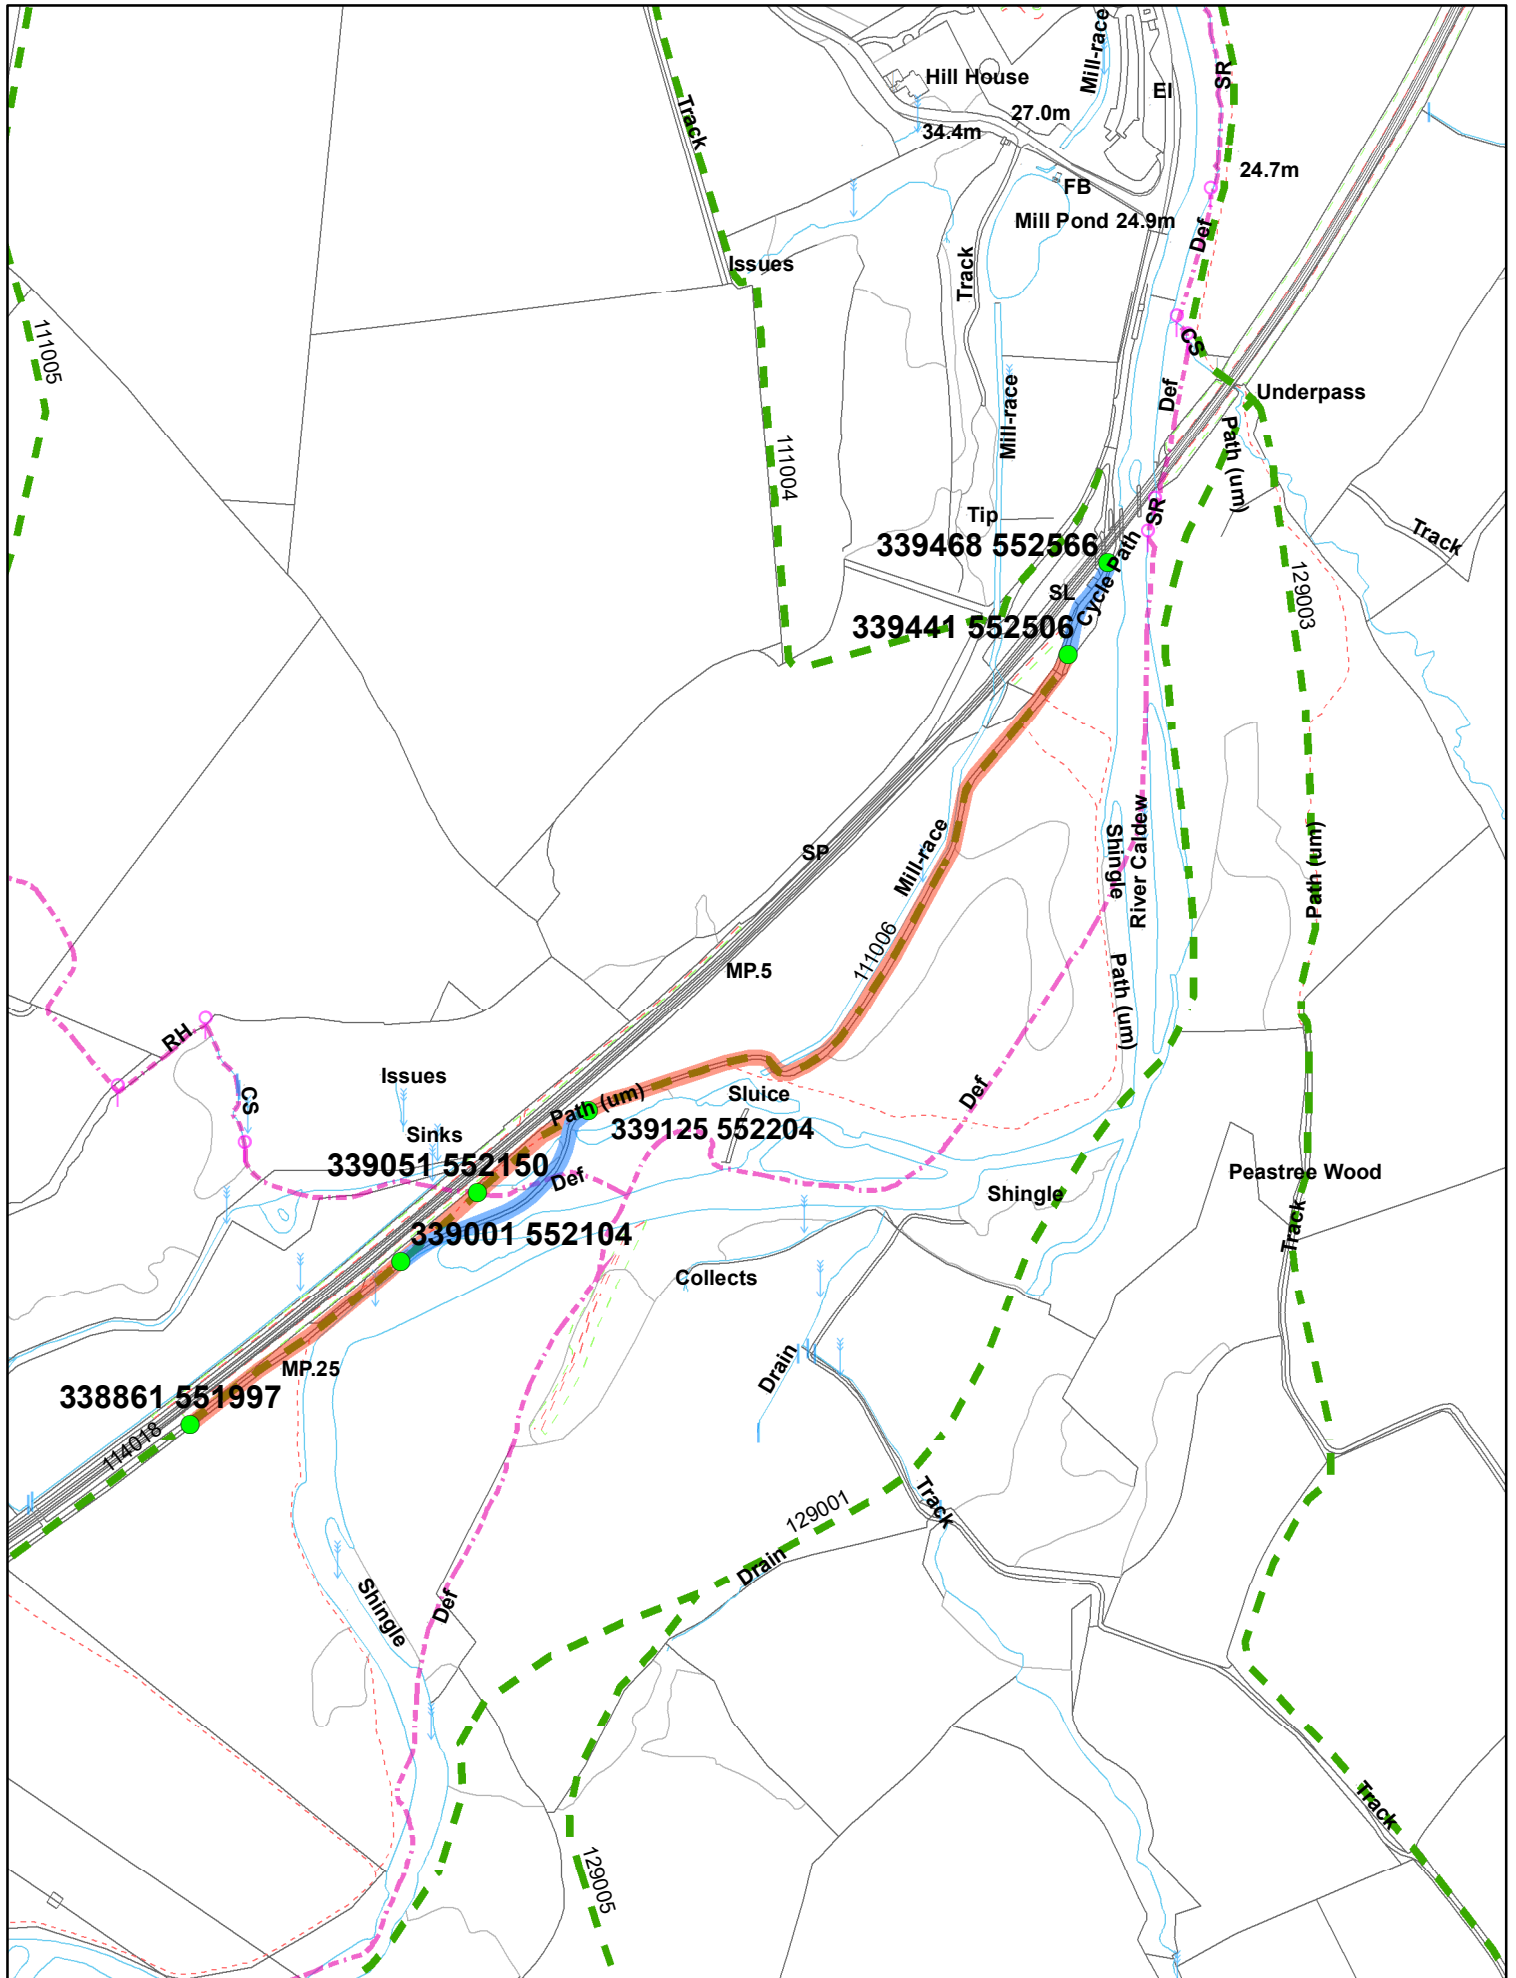 Mill-race
SR
Hill House
El
Track
27.0m
34.4m
24.7m
FB
Mill Pond 24.9m
Def
Issues
Track
111005
CS
Underpass
Def
Mill-race
Path (um)
111004
SR
Tip
Track
339468 552566
Cycle Path
SL
129003
339441 552506
River Caldew
Shingle
SP
Mill-race
Path (um)
111006
MP.5
Path (um)
RH
Issues
CS
Def
Sluice
Path (um)
339125 552204
Sinks
339051 552150
Def
Peastree Wood
Shingle
Track
339001 552104
Collects
Drain
MP.25
338861 551997
114018
Track
129001
Drain
Shingle
Def
Track
129005